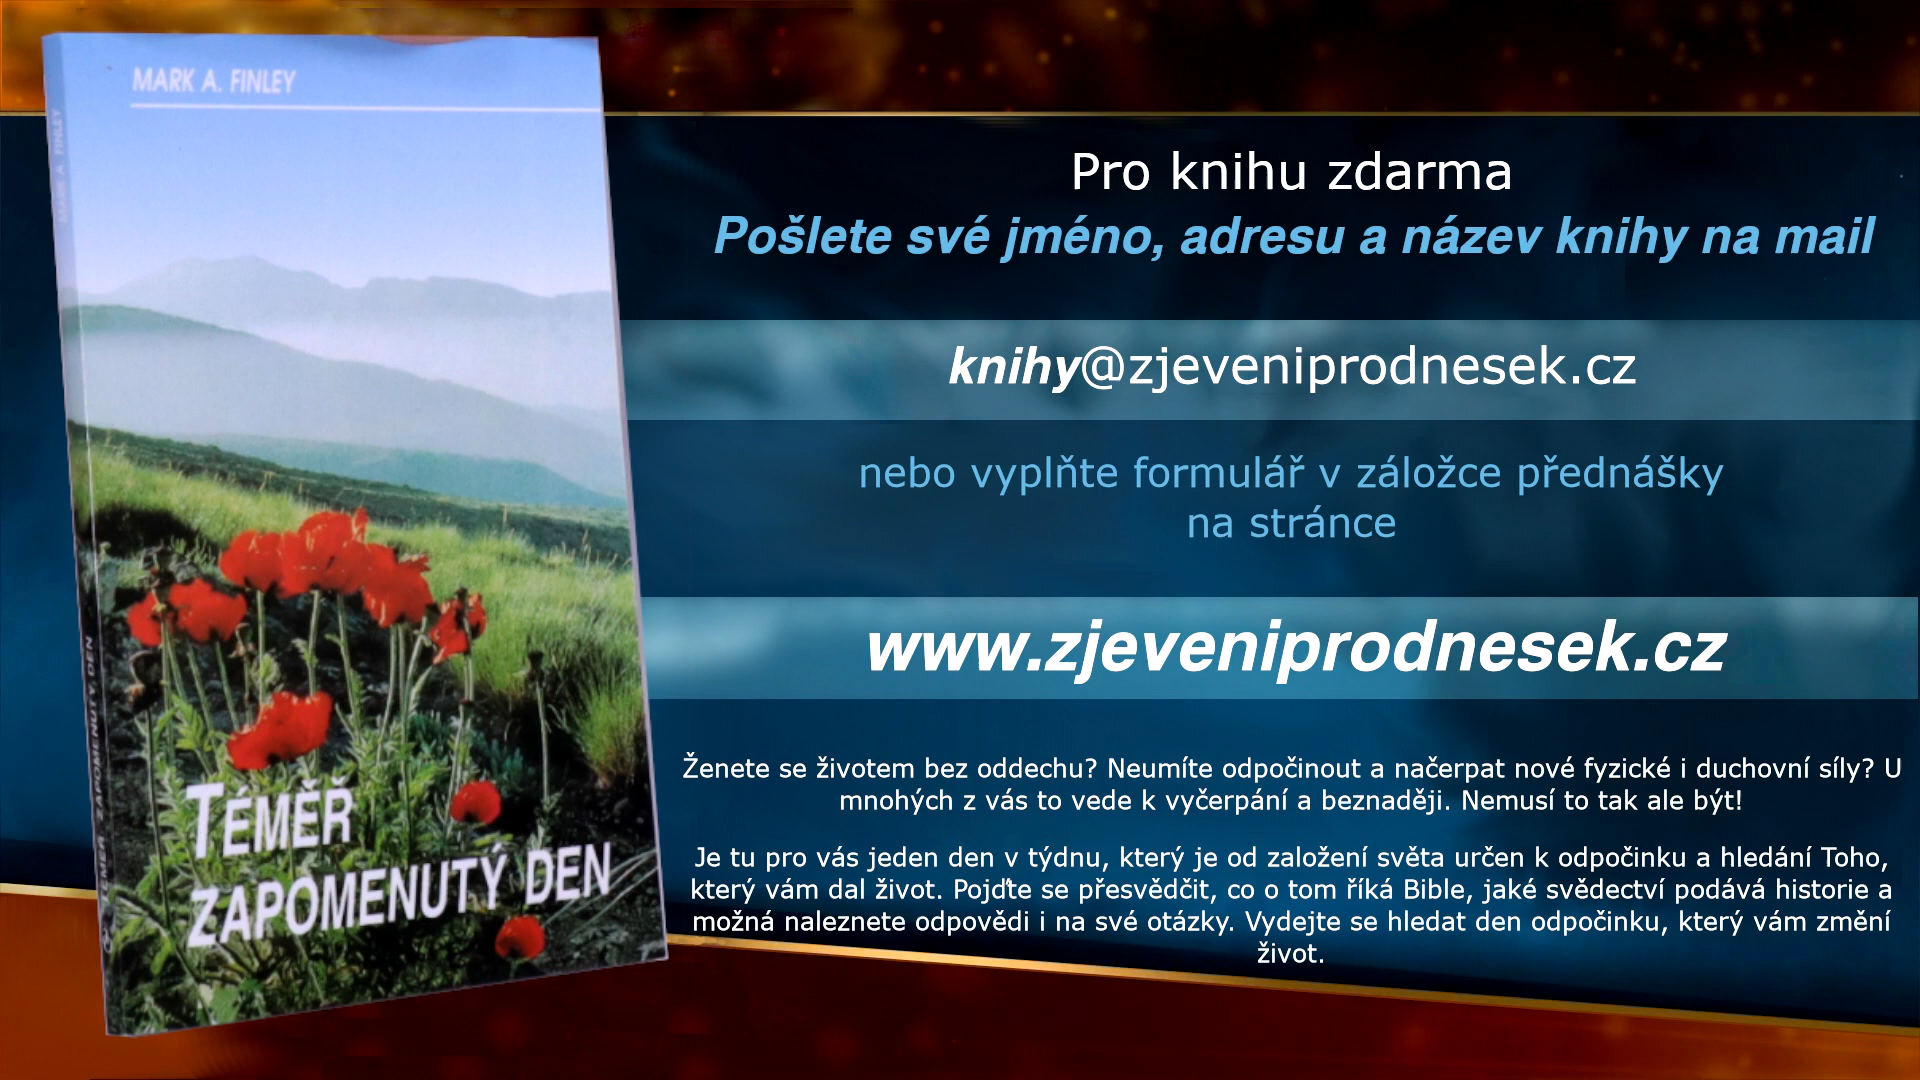 MARK A. FINLEY
MARK A. FINLEY
TÉMĚŘ ZAPOMENUTÝ DEN
TÉMĚŘ
ZAPOMENUTÝ DEN
Pro knihu zdarma
Pošlete své jméno, adresu a název knihy na mail
knihy@zjeveniprodnesek.cz
nebo vyplňte formulář v záložce přednášky
na stránce
www.zjeveniprodnesek.cz
Ženete se životem bez oddechu? Neumíte odpočinout a načerpat nové fyzické i duchovní síly? U
mnohých z vás to vede k vyčerpání a beznaději. Nemusí to tak ale být!
Je tu pro vás jeden den v týdnu, který je od založení světa určen k odpočinku a hledání Toho,
který vám dal život. Pojďte se přesvědčit, co o tom říká Bible, jaké svědectví podává historie a
možná naleznete odpovědi i na své otázky. Vydejte se hledat den odpočinku, který vám změní
život.